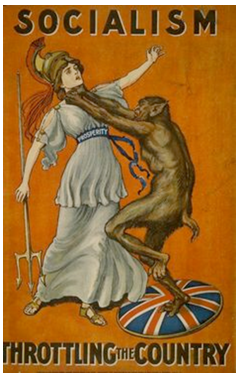 SOCIALISM
PROSPERITY
THROTTLING THE COUNTRY